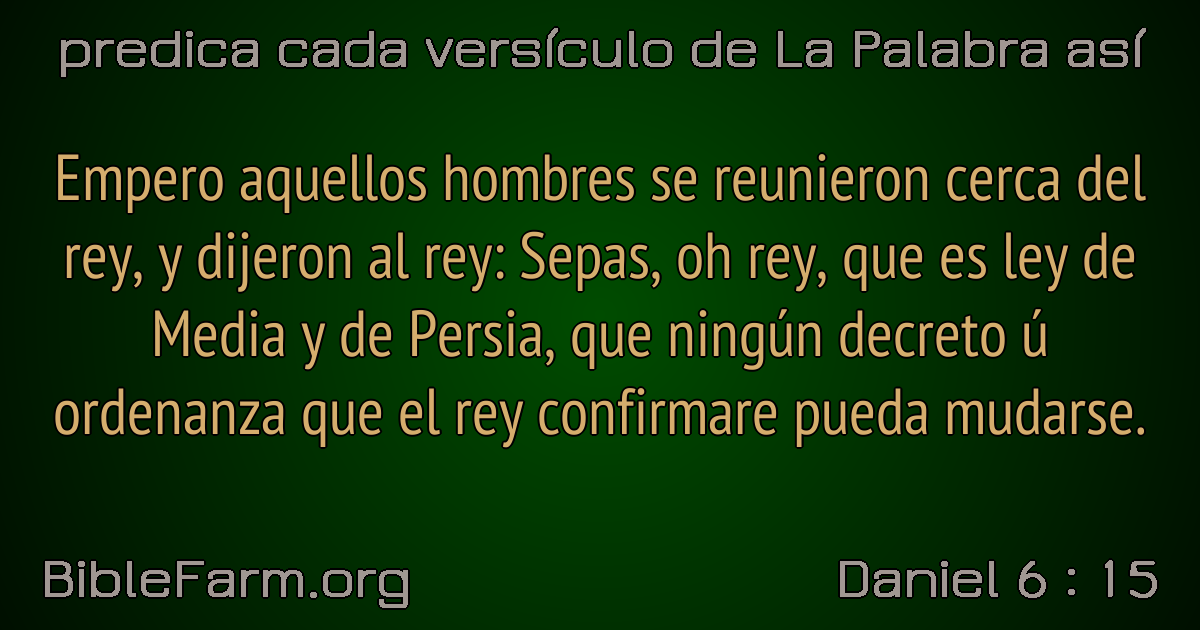 predica cada versículo de La Palabra así
Empero aquellos hombres se reunieron cerca del
rey, y dijeron al rey: Sepas, oh rey, que es ley de
Media y de Persia, que ningún decreto ú
ordenanza que el rey confirmare pueda mudarse.
BibleFarm.org
Daniel 6 : 15